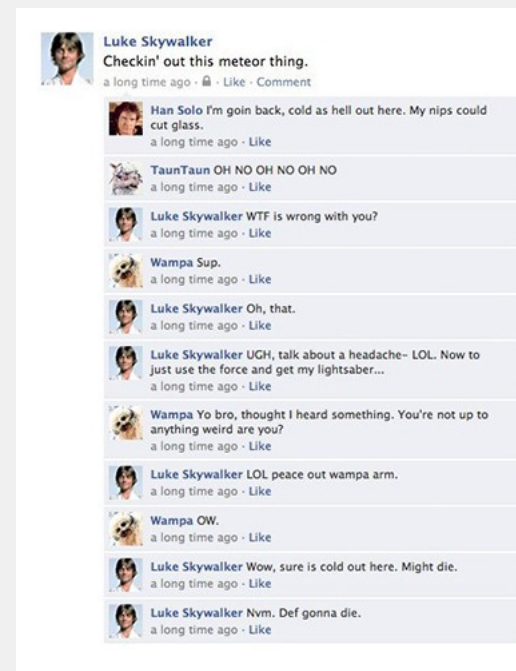 Luke Skywalker
Checkin' out this meteor thing.
a long time ago · Like · Comment
Han Solo I'm goin back, cold as hell out here. My nips could
cut glass.
a long time ago · Like
TaunTaun OH NO OH NO OH NO
a long time ago · Like
Luke Skywalker WTF is wrong with you?
a long time ago · Like
Wampa Sup.
a long time ago · Like
Luke Skywalker Oh, that.
a long time ago · Like
Luke Skywalker UGH, talk about a headache– LOL. Now to
just use the force and get my lightsaber...
a long time ago · Like
Wampa Yo bro, thought I heard something. You're not up to
anything weird are you?
a long time ago · Like
Luke Skywalker LOL peace out wampa arm.
a long time ago · Like
Wampa OW.
a long time ago · Like
Luke Skywalker Wow, sure is cold out here. Might die.
a long time ago · Like
Luke Skywalker Nvm. Def gonna die.
a long time ago · Like